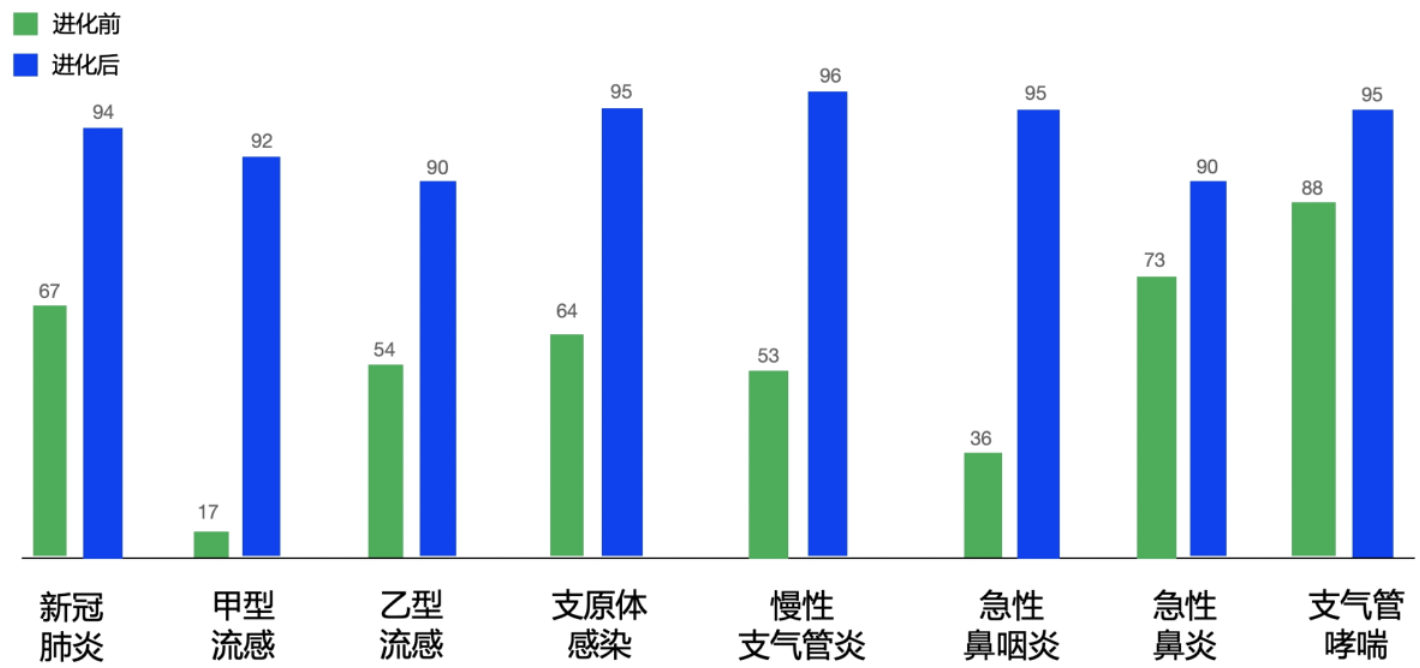 进化前
进化后
67
94
17
92
54
90
64
95
53
96
36
95
73
90
88
95
新冠
肺炎
甲型
流感
乙型
流感
支原体
感染
慢性
支气管炎
急性
鼻咽炎
急性
鼻炎
支气管
哮喘